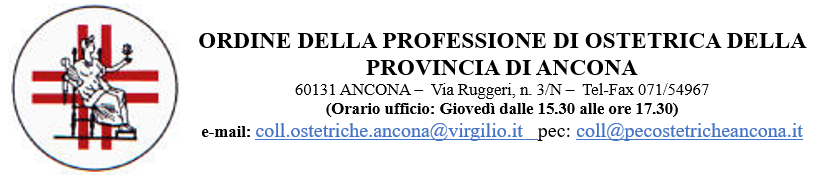 ORDINE DELLA PROFESSIONE DI OSTETRICA DELLA
PROVINCIA DI ANCONA
60131 ANCONA – Via Ruggeri, n. 3/N – Tel-Fax 071/54967
(Orario ufficio: Giovedì dalle 15.30 alle ore 17.30)
e-mail: coll.ostetriche.ancona@virgilio.it pec: coll@pecostetricheancona.it